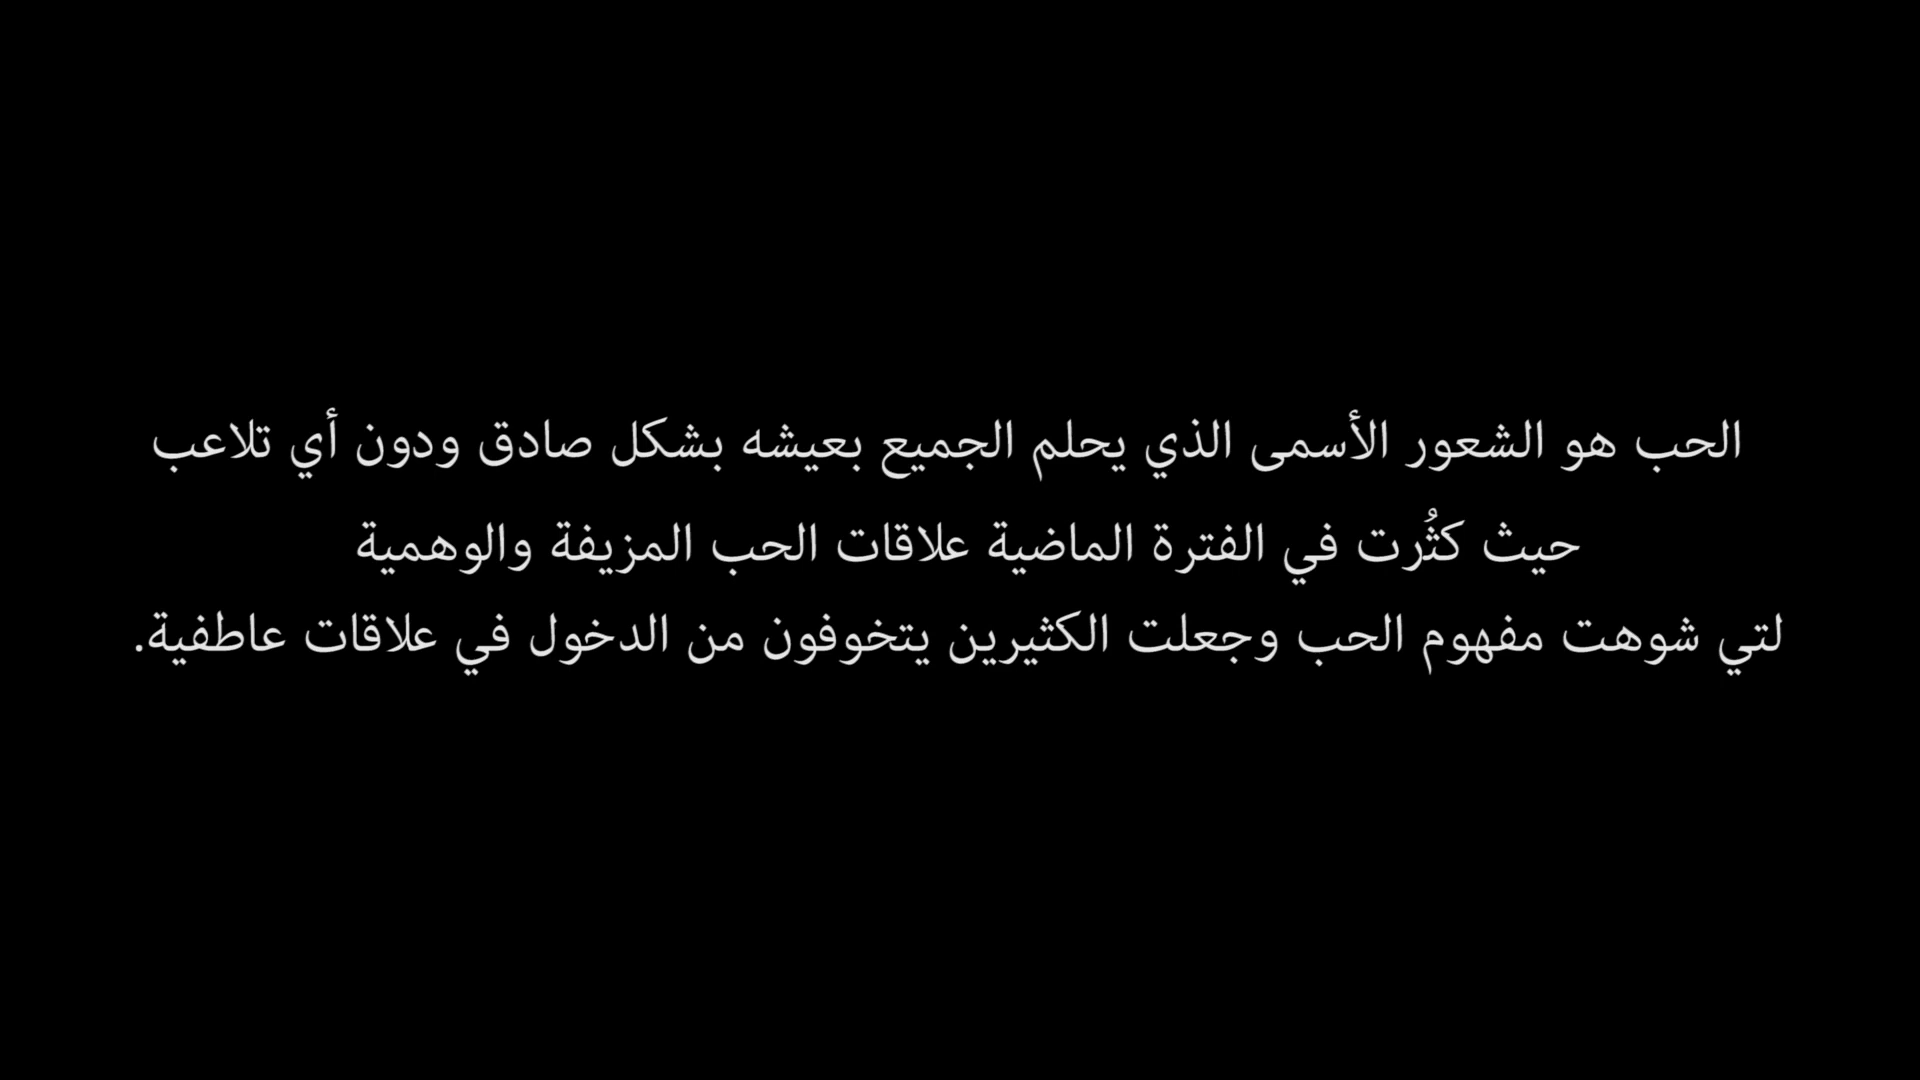 الحب هو الشعور الأسمى الذي يحلم الجميع بعيشه بشكل صادق ودون أي تلاعب
حيث كثُرت في الفترة الماضية علاقات الحب المزيفة والوهمية
لتي شوهت مفهوم الحب وجعلت الكثيرين يتخوفون من الدخول في علاقات عاطفية.